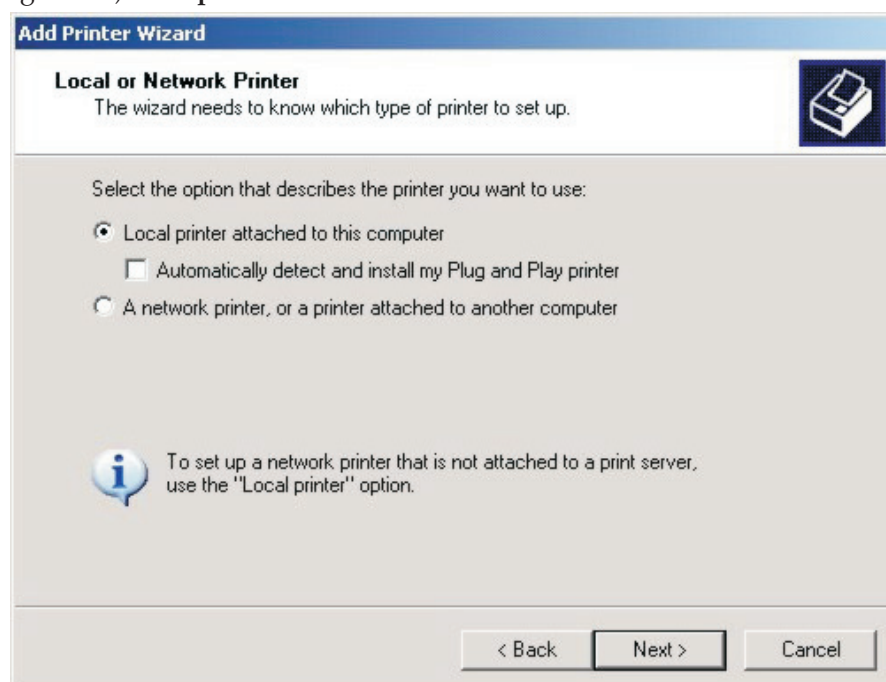 Add Printer Wizard
Local or Network Printer
The wizard needs to know which type of printer to set up.
Select the option that describes the printer you want to use:
Local printer attached to this computer
Automatically detect and install my Plug and Play printer
A network printer, or a printer attached to another computer
To set up a network printer that is not attached to a print server,
use the "Local printer" option.
< Back
Next >
Cancel